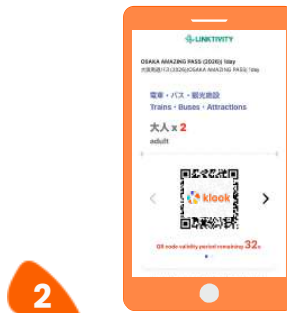 LINKTIVITY
OSAKA AMAZING PASS (2026) 1day
大阪周遊パス(2026)(OSAKA AMAZING PASS) 1day
電車・バス・観光施設
Trains・Buses・Attractions
大人 x 2
adult
klook
QR code validity period remaining 32s
2